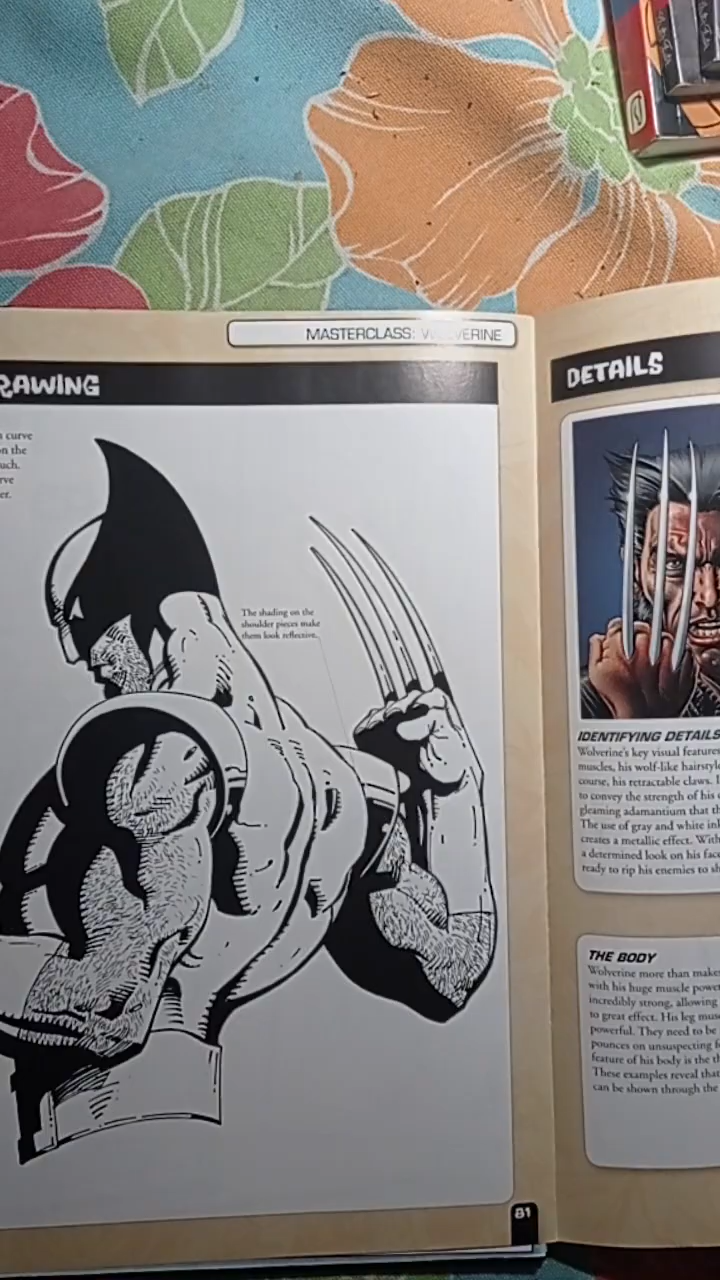 MASTERCLASS: WOLVERINE
RAWING
curve
on the
uch.
rve
er.
The shading on the
shoulder pieces make
them look reflective.
81
DETAILS
IDENTIFYING DETAILS
Wolverine's key visual features
muscles, his wolf-like hairstyle
course, his retractable claws.
to convey the strength of his
gleaming adamantium that th
The use of gray and white ink
creates a metallic effect. With
a determined look on his face
ready to rip his enemies to sh
THE BODY
Wolverine more than makes
with his huge muscle power
incredibly strong, allowing
to great effect. His leg mus
powerful. They need to be
pounces on unsuspecting f
feature of his body is the th
These examples reveal that
can be shown through the